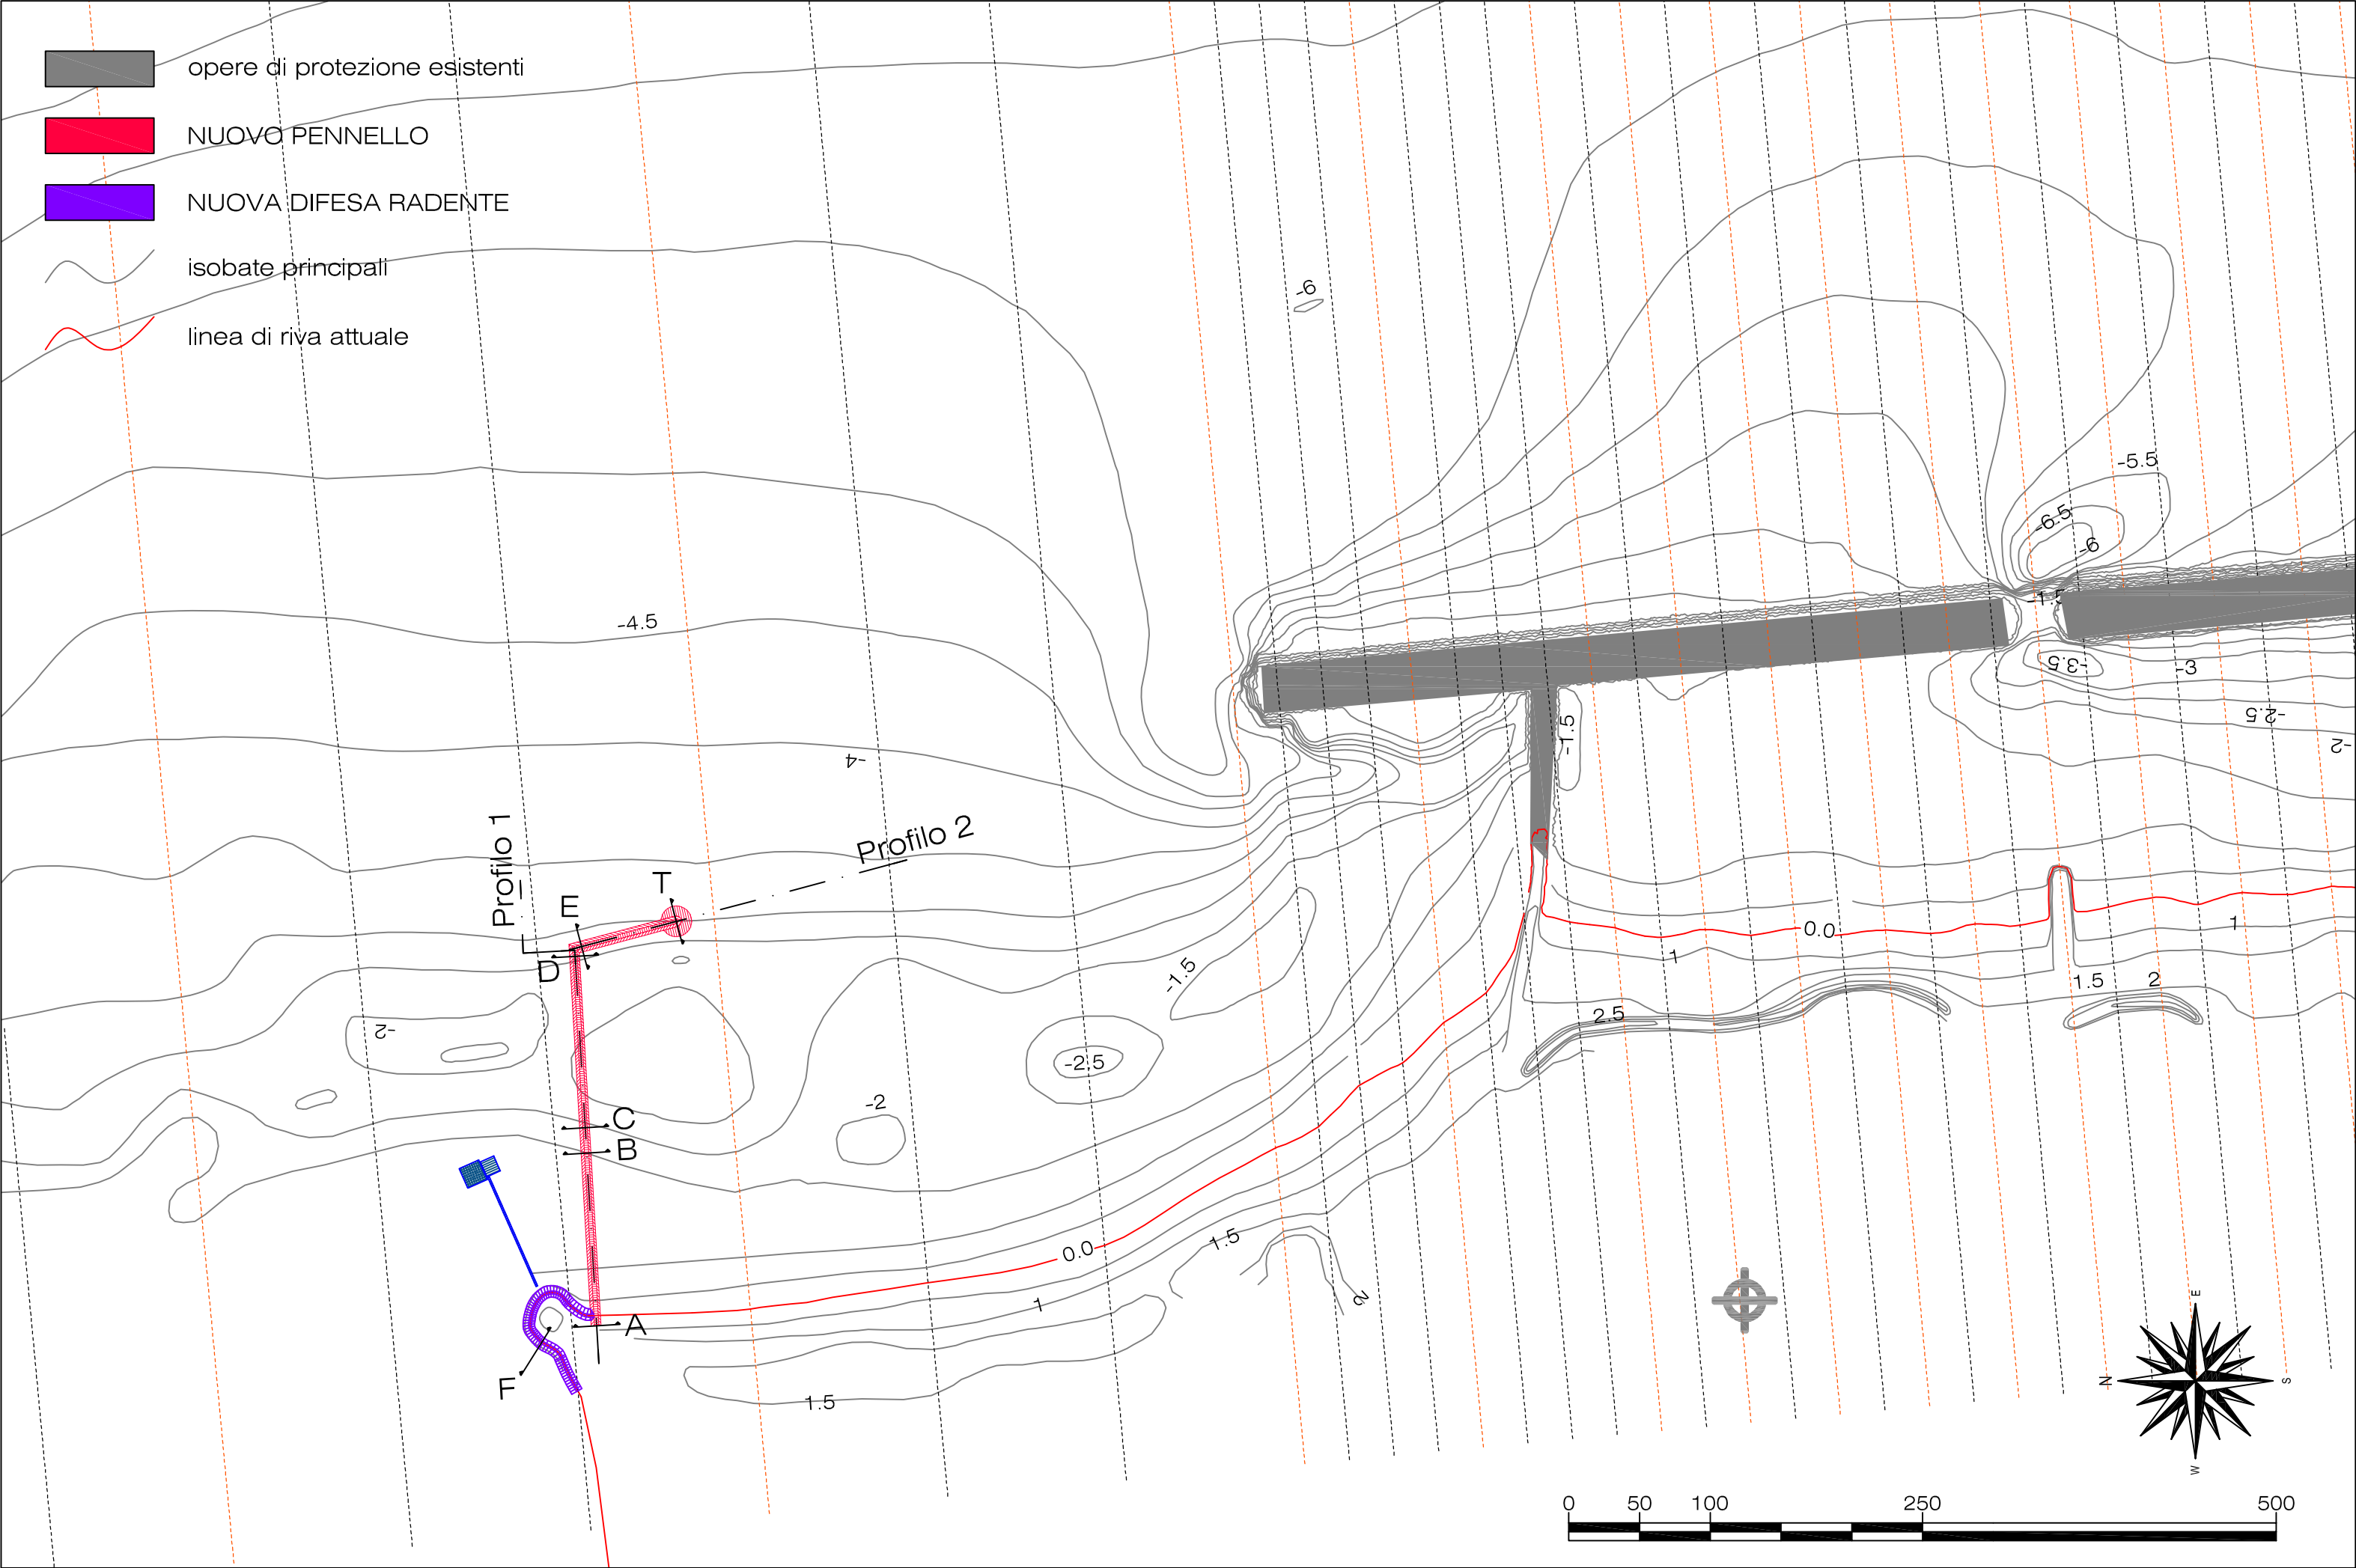 opere di protezione esistenti
NUOVO PENNELLO
NUOVA DIFESA RADENTE
isobate principali
linea di riva attuale
-6
-5.5
-6.5
-6
-1.5
-3.5
-3
-2.5
-2
-4.5
-4
-1.5
Profilo 1
Profilo 2
T
E
D
0.0
1
1
-1.5
1.5
2
2.5
-2
-2.5
-2
C
B
0.0
1.5
1
2
A
F
1.5
E
N
S
W
0 50 100 250 500